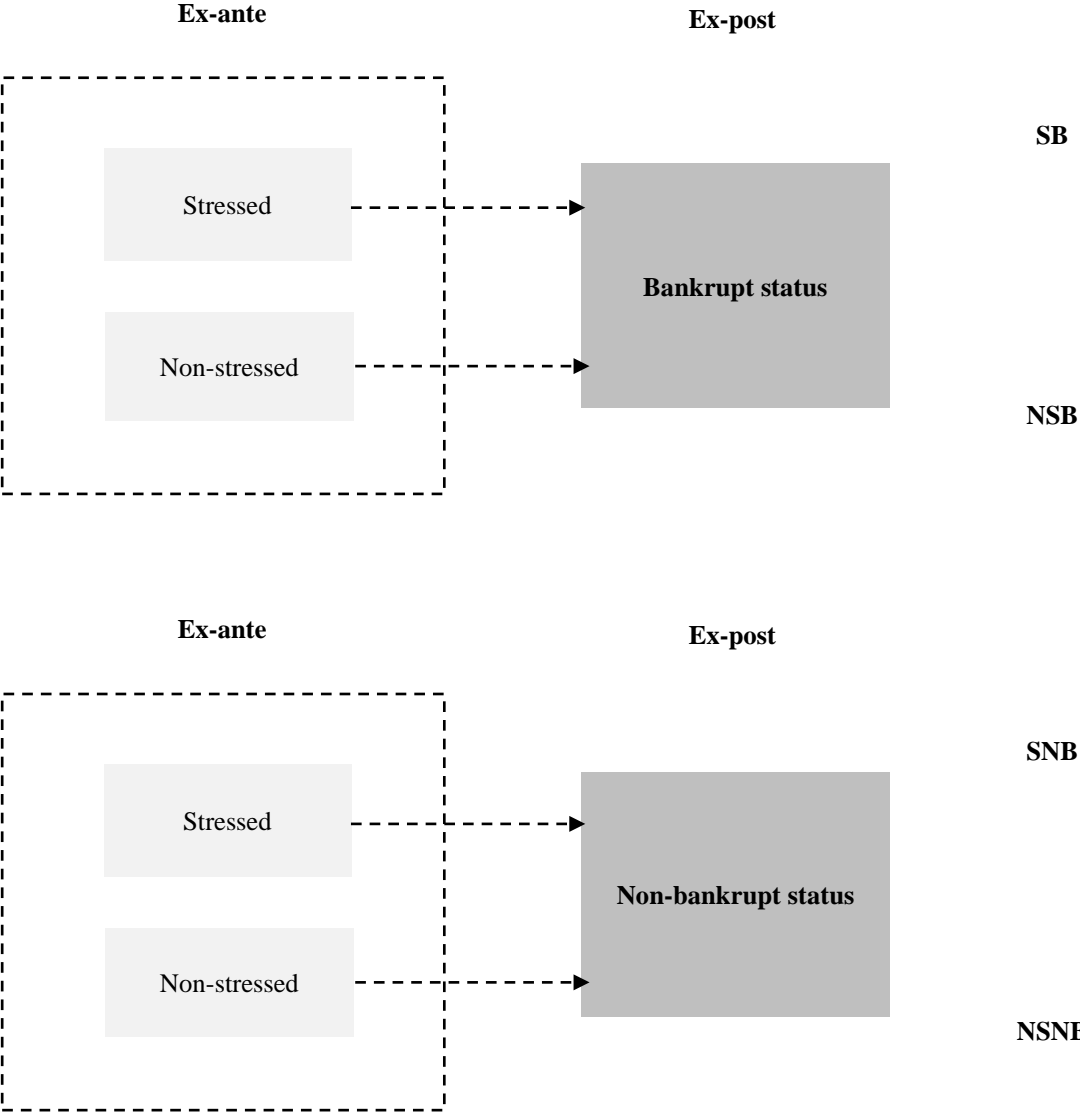 Ex-ante
Ex-post
SB
Stressed
Bankrupt status
Non-stressed
NSB
Ex-ante
Ex-post
SNB
Stressed
Non-bankrupt status
Non-stressed
NSNB